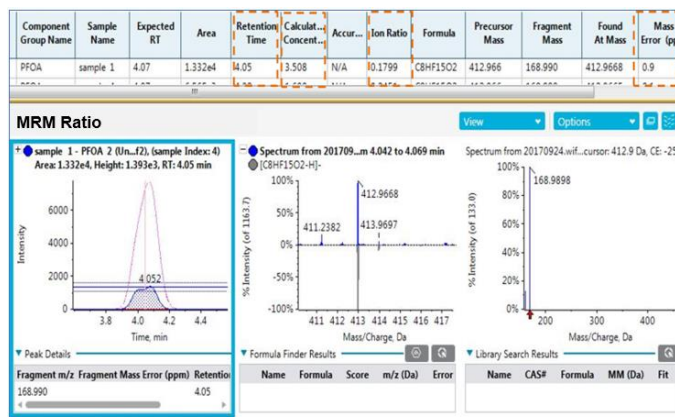 Component Group Name Sample Name Expected RT Area Retention Time Calculat... Concent... Accur... Ion Ratio Formula Precursor Mass Fragment Mass Found At Mass Mass Error (pp
PFOA sample 1 4.07 1.332e4 4.05 3.508 N/A 0.1799 C8HF15O2 412.966 168.990 412.9668 0.9
MRM Ratio View Options
sample 1 - PFOA 2 (Un...f2), (sample Index: 4)
Area: 1.332e4, Height: 1.393e3, RT: 4.05 min
Intensity
6000
4000
2000
0
4.052
3.8 4.0 4.2 4.4
Time, min
Peak Details
Fragment m/z Fragment Mass Error (ppm) Retention
168.990 4.05
Spectrum from 201709...m 4.042 to 4.069 min
[C8HF15O2-H]-
% Intensity (of 1163.7)
100%
50%
0%
-50%
-100%
412.9668
411.2382
413.9697
411 412 413 414 415 416 417
Mass/Charge, Da
Formula Finder Results
Name Formula Score m/z (Da) Error
Spectrum from 20170924.wif...cursor: 412.9 Da, CE: -25
% Intensity (of 133.0)
100%
80%
60%
40%
20%
0%
168.9898
200 400
Mass/Charge, Da
Library Search Results
Name CAS# Formula MM (Da) Fit